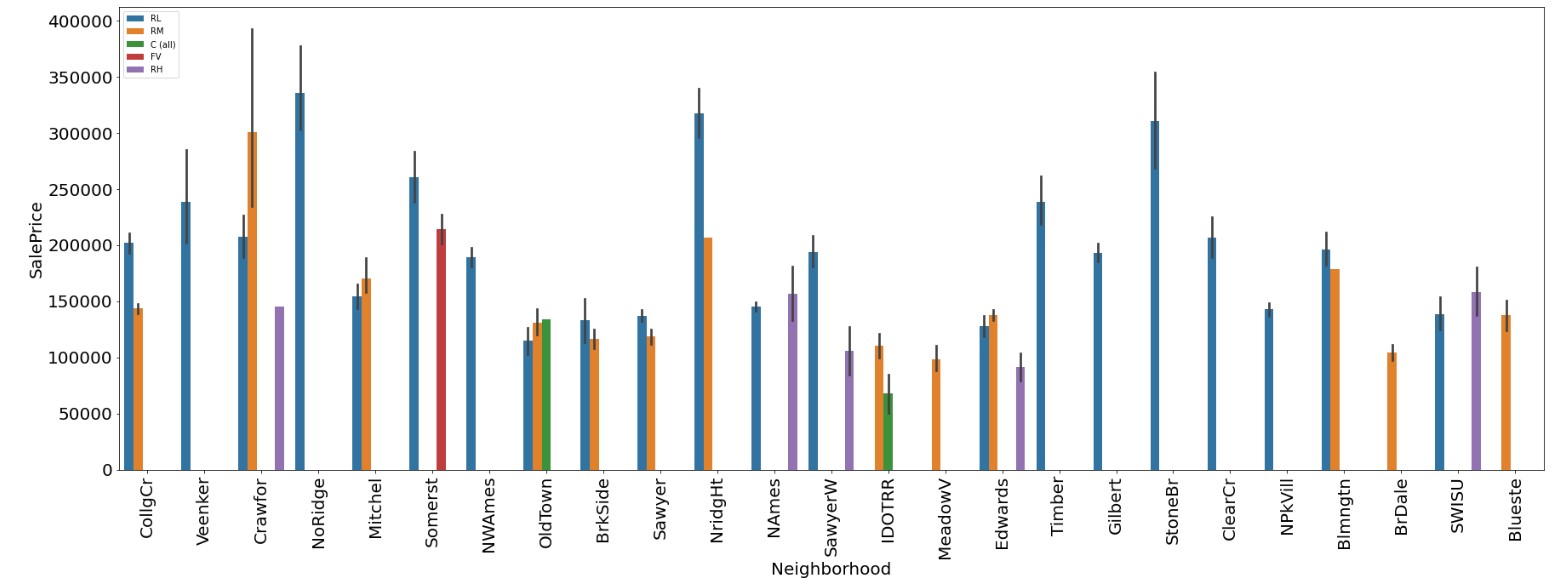 400000
350000
300000
250000
200000
150000
100000
50000
0
SalePrice
RL
RM
C (all)
FV
RH
CollgCr
Veenker
Crawfor
NoRidge
Mitchel
Somerst
NWAmes
OldTown
BrkSide
Sawyer
NridgHt
NAmes
SawyerW
IDOTRR
MeadowV
Edwards
Timber
Gilbert
StoneBr
ClearCr
NPkVill
Blmngtn
BrDale
SWISU
Blueste
Neighborhood